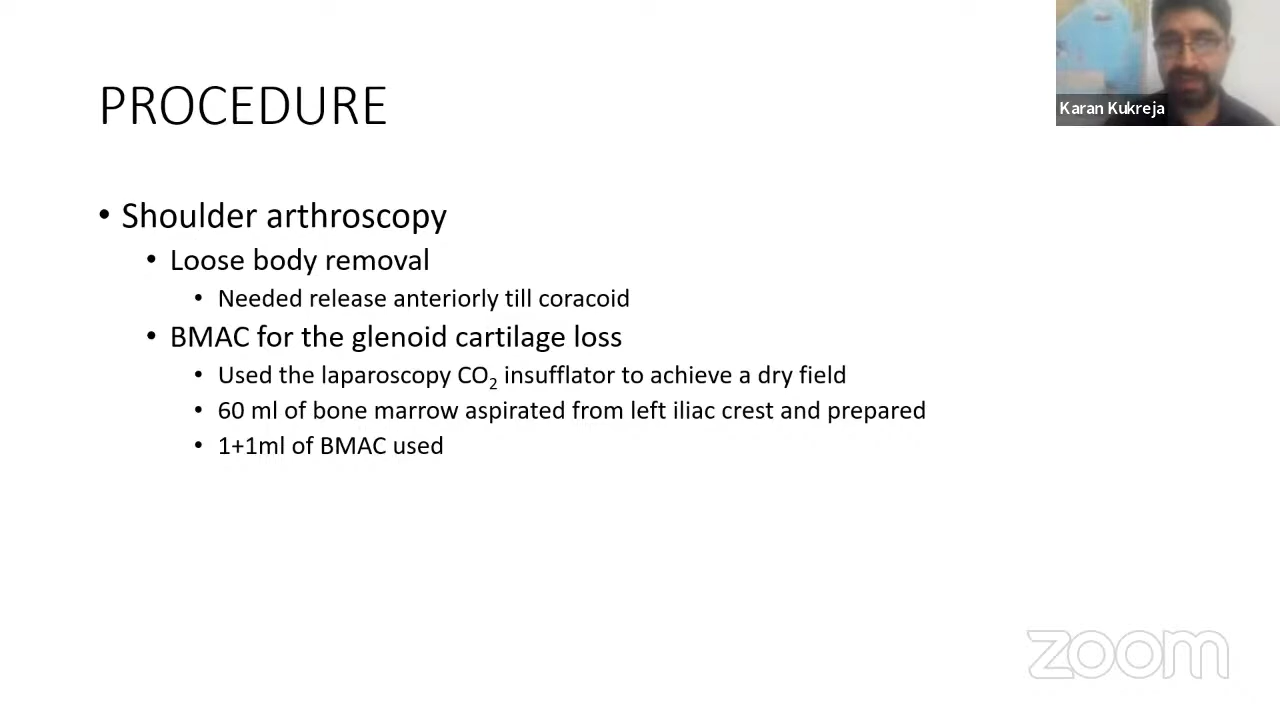 PROCEDURE
Karan Kukreja
• Shoulder arthroscopy
• Loose body removal
• Needed release anteriorly till coracoid
• BMAC for the glenoid cartilage loss
• Used the laparoscopy CO₂ insufflator to achieve a dry field
• 60 ml of bone marrow aspirated from left iliac crest and prepared
• 1+1ml of BMAC used
zoom